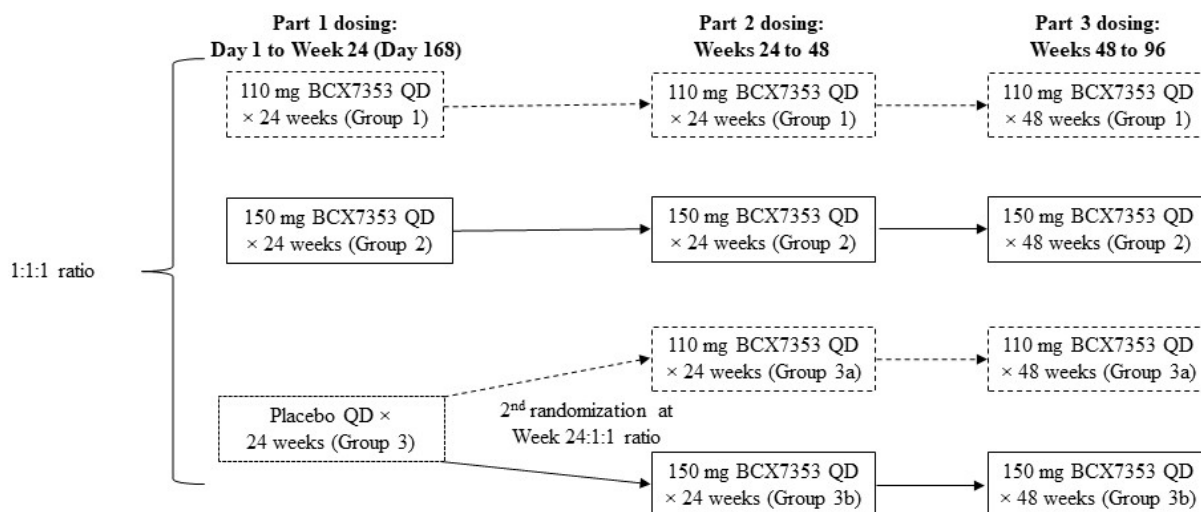 Part 1 dosing:
Day 1 to Week 24 (Day 168)
Part 2 dosing:
Weeks 24 to 48
Part 3 dosing:
Weeks 48 to 96
110 mg BCX7353 QD
× 24 weeks (Group 1)
110 mg BCX7353 QD
× 24 weeks (Group 1)
110 mg BCX7353 QD
× 48 weeks (Group 1)
150 mg BCX7353 QD
× 24 weeks (Group 2)
150 mg BCX7353 QD
× 24 weeks (Group 2)
150 mg BCX7353 QD
× 48 weeks (Group 2)
1:1:1 ratio
110 mg BCX7353 QD
× 24 weeks (Group 3a)
110 mg BCX7353 QD
× 48 weeks (Group 3a)
Placebo QD ×
24 weeks (Group 3)
2nd randomization at
Week 24:1:1 ratio
150 mg BCX7353 QD
× 24 weeks (Group 3b)
150 mg BCX7353 QD
× 48 weeks (Group 3b)